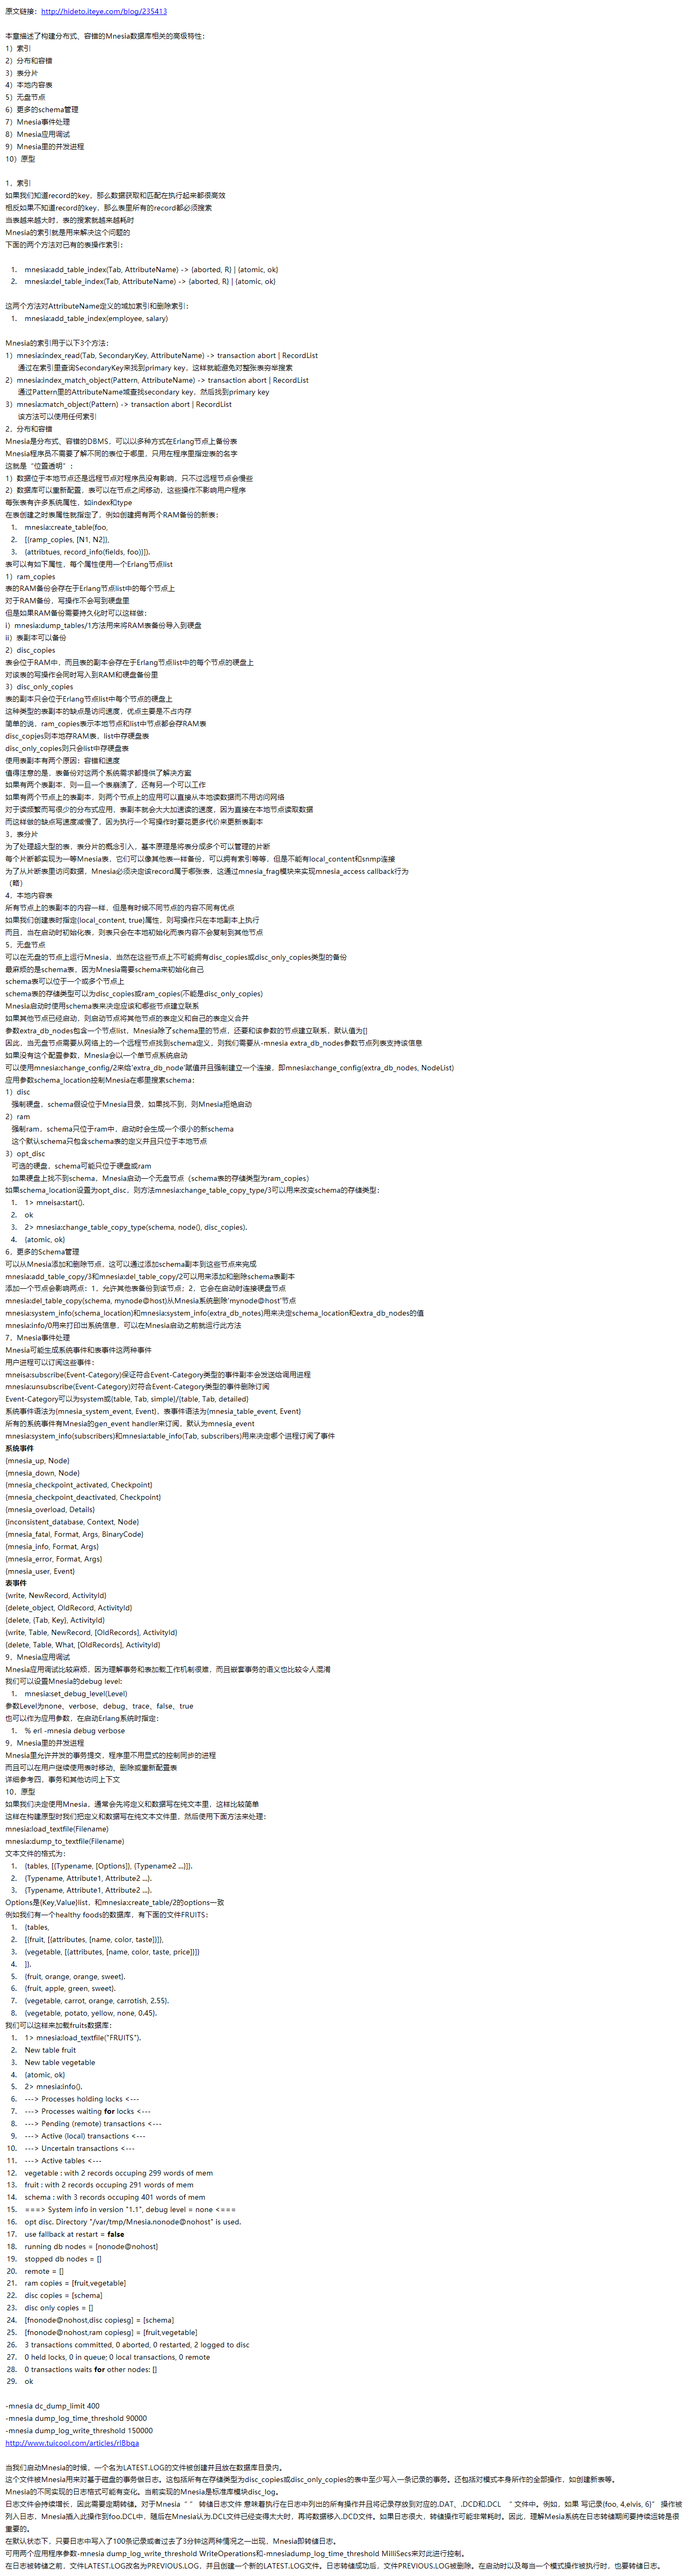 原文链接：http://hideto.iteye.com/blog/235413
本章描述了构建分布式、容错的Mnesia数据库相关的高级特性：
1）索引
2）分布和容错
3）表分片
4）本地内容表
5）无盘节点
6）更多的schema管理
7）Mnesia事件处理
8）Mnesia应用调试
9）Mnesia里的并发进程
10）原型
1，索引
如果我们知道record的key，那么数据获取和匹配在执行起来都很高效
相反如果不知道record的key，那么表里所有的record都必须搜索
当表越来越大时，表的搜索就越来越耗时
Mnesia的索引就是用来解决这个问题的
下面的两个方法对已有的表操作索引：
1. mnesia:add_table_index(Tab, AttributeName) -> {aborted, R} | {atomic, ok}
2. mnesia:del_table_index(Tab, AttributeName) -> {aborted, R} | {atomic, ok}
这两个方法对AttributeName定义的域加索引和删除索引：
1. mnesia:add_table_index(employee, salary)
Mnesia的索引用于以下3个方法：
1）mnesia:index_read(Tab, SecondaryKey, AttributeName) -> transaction abort | RecordList
通过在索引里查询SecondaryKey来找到primary key，这样就能避免对整张表穷举搜索
2）mnesia:index_match_object(Pattern, AttributeName) -> transaction abort | RecordList
通过Pattern里的AttributeName域查找secondary key，然后找到primary key
3）mnesia:match_object(Pattern) -> transaction abort | RecordList
该方法可以使用任何索引
2，分布和容错
Mnesia是分布式、容错的DBMS，可以以多种方式在Erlang节点上备份表
Mnesia程序员不需要了解不同的表位于哪里，只用在程序里指定表的名字
这就是“位置透明”：
1）数据位于本地节点还是远程节点对程序员没有影响，只不过远程节点会慢些
2）数据库可以重新配置，表可以在节点之间移动，这些操作不影响用户程序
每张表有许多系统属性，如index和type
在表创建之时表属性就指定了，例如创建拥有两个RAM备份的新表：
1. mnesia:create_table(foo,
2. [{ramp_copies, [N1, N2]},
3. {attribtues, record_info(fields, foo)}]).
表可以有如下属性，每个属性使用一个Erlang节点list
1）ram_copies
表的RAM备份会存在于Erlang节点list中的每个节点上
对于RAM备份，写操作不会写到硬盘里
但是如果RAM备份需要持久化时可以这样做：
i）mnesia:dump_tables/1方法用来将RAM表备份导入到硬盘
ii）表副本可以备份
2）disc_copies
表会位于RAM中，而且表的副本会存在于Erlang节点list中的每个节点的硬盘上
对该表的写操作会同时写入到RAM和硬盘备份里
3）disc_only_copies
表的副本只会位于Erlang节点list中每个节点的硬盘上
这种类型的表副本的缺点是访问速度，优点主要是不占内存
简单的说，ram_copies表示本地节点和list中节点都会存RAM表
disc_copies则本地存RAM表，list中存硬盘表
disc_only_copies则只会list中存硬盘表
使用表副本有两个原因：容错和速度
值得注意的是，表备份对这两个系统需求都提供了解决方案
如果有两个表副本，则一旦一个表崩溃了，还有另一个可以工作
如果有两个节点上的表副本，则两个节点上的应用可以直接从本地读数据而不用访问网络
对于读频繁而写很少的分布式应用，表副本就会大大加速读的速度，因为直接在本地节点读取数据
而这样做的缺点写速度减慢了，因为执行一个写操作时要花更多代价来更新表副本
3，表分片
为了处理超大型的表，表分片的概念引入，基本原理是将表分成多个可以管理的片断
每个片断都实现为一等Mnesia表，它们可以像其他表一样备份，可以拥有索引等等，但是不能有local_content和snmp连接
为了从片断表里访问数据，Mnesia必须决定该record属于哪张表，这通过mnesia_frag模块来实现mnesia_access callback行为
（略）
4，本地内容表
所有节点上的表副本的内容一样，但是有时候不同节点的内容不同有优点
如果我们创建表时指定{local_content, true}属性，则写操作只在本地副本上执行
而且，当在启动时初始化表，则表只会在本地初始化而表内容不会复制到其他节点
5，无盘节点
可以在无盘的节点上运行Mnesia，当然在这些节点上不可能拥有disc_copies或disc_only_copies类型的备份
最麻烦的是schema表，因为Mnesia需要schema来初始化自己
schema表可以位于一个或多个节点上
schema表的存储类型可以为disc_copies或ram_copies(不能是disc_only_copies)
Mnesia启动时使用schema表来决定应该和哪些节点建立联系
如果其他节点已经启动，则启动节点将其他节点的表定义和自己的表定义合并
参数extra_db_nodes包含一个节点list，Mnesia除了schema里的节点，还要和该参数的节点建立联系，默认值为[]
因此，当无盘节点需要从网络上的一个远程节点找到schema定义，则我们需要从-mnesia extra_db_nodes参数节点列表支持该信息
如果没有这个配置参数，Mnesia会以一个单节点系统启动
可以使用mnesia:change_config/2来给'extra_db_node'赋值并且强制建立一个连接，即mnesia:change_config(extra_db_nodes, NodeList)
应用参数schema_location控制Mnesia在哪里搜索schema：
1）disc
强制硬盘，schema假设位于Mnesia目录，如果找不到，则Mnesia拒绝启动
2）ram
强制ram，schema只位于ram中，启动时会生成一个很小的新schema
这个默认schema只包含schema表的定义并且只位于本地节点
3）opt_disc
可选的硬盘，schema可能只位于硬盘或ram
如果硬盘上找不到schema，Mnesia启动一个无盘节点（schema表的存储类型为ram_copies）
如果schema_location设置为opt_disc，则方法mnesia:change_table_copy_type/3可以用来改变schema的存储类型：
1. 1> mneisa:start().
2. ok
3. 2> mnesia:change_table_copy_type(schema, node(), disc_copies).
4. {atomic, ok}
6，更多的Schema管理
可以从Mnesia添加和删除节点，这可以通过添加schema副本到这些节点来完成
mnesia:add_table_copy/3和mnesia:del_table_copy/2可以用来添加和删除schema表副本
添加一个节点会影响两点：1，允许其他表备份到该节点；2，它会在启动时连接硬盘节点
mnesia:del_table_copy(schema, mynode@host)从Mnesia系统删除'mynode@host'节点
mnesia:system_info(schema_location)和mnesia:system_info(extra_db_notes)用来决定schema_location和extra_db_nodes的值
mnesia:info/0用来打印出系统信息，可以在Mnesia启动之前就运行此方法
7，Mnesia事件处理
Mnesia可能生成系统事件和表事件这两种事件
用户进程可以订阅这些事件：
mneisa:subscribe(Event-Category)保证符合Event-Category类型的事件副本会发送给调用进程
mnesia:unsubscribe(Event-Category)对符合Event-Category类型的事件删除订阅
Event-Category可以为system或{table, Tab, simple}/{table, Tab, detailed}
系统事件语法为{mnesia_system_event, Event}，表事件语法为{mnesia_table_event, Event}
所有的系统事件有Mnesia的gen_event handler来订阅，默认为mnesia_event
mnesia:system_info(subscribers)和mnesia:table_info(Tab, subscribers)用来决定哪个进程订阅了事件
系统事件
{mnesia_up, Node}
{mnesia_down, Node}
{mnesia_checkpoint_activated, Checkpoint}
{mnesia_checkpoint_deactivated, Checkpoint}
{mnesia_overload, Details}
{inconsistent_database, Context, Node}
{mnesia_fatal, Format, Args, BinaryCode}
{mnesia_info, Format, Args}
{mnesia_error, Format, Args}
{mnesia_user, Event}
表事件
{write, NewRecord, ActivityId}
{delete_object, OldRecord, ActivityId}
{delete, {Tab, Key}, ActivityId}
{write, Table, NewRecord, [OldRecords], ActivityId}
{delete, Table, What, [OldRecords], ActivityId}
9，Mnesia应用调试
Mnesia应用调试比较麻烦，因为理解事务和表加载工作机制很难，而且嵌套事务的语义也比较令人混淆
我们可以设置Mnesia的debug level:
1. mnesia:set_debug_level(Level)
参数Level为none、verbose、debug、trace、false、true
也可以作为应用参数，在启动Erlang系统时指定：
1. % erl -mnesia debug verbose
9，Mnesia里的并发进程
Mnesia里允许并发的事务提交，程序里不用显式的控制同步的进程
而且可以在用户继续使用表时移动、删除或重新配置表
详细参考四，事务和其他访问上下文
10，原型
如果我们决定使用Mnesia，通常会先将定义和数据写在纯文本里，这样比较简单
这样在构建原型时我们把定义和数据写在纯文本文件里，然后使用下面方法来处理：
mnesia:load_textfile(Filename)
mnesia:dump_to_textfile(Filename)
文本文件的格式为：
1. {tables, [{Typename, [Options]}, {Typename2 ...}]}.
2. {Typename, Attribute1, Attribute2 ...}.
3. {Typename, Attribute1, Attribute2 ...}.
Options是{Key,Value}list，和mnesia:create_table/2的options一致
例如我们有一个healthy foods的数据库，有下面的文件FRUITS：
1. {tables,
2. [{fruit, [{attributes, [name, color, taste]}]},
3. {vegetable, [{attributes, [name, color, taste, price]}]}
4. ]}.
5. {fruit, orange, orange, sweet}.
6. {fruit, apple, green, sweet}.
7. {vegetable, carrot, orange, carrotish, 2.55}.
8. {vegetable, potato, yellow, none, 0.45}.
我们可以这样来加载fruits数据库：
1. 1> mnesia:load_textfile("FRUITS").
2. New table fruit
3. New table vegetable
4. {atomic, ok}
5. 2> mnesia:info().
6. ---> Processes holding locks <---
7. ---> Processes waiting for locks <---
8. ---> Pending (remote) transactions <---
9. ---> Active (local) transactions <---
10. ---> Uncertain transactions <---
11. ---> Active tables <---
12. vegetable : with 2 records occuping 299 words of mem
13. fruit : with 2 records occuping 291 words of mem
14. schema : with 3 records occuping 401 words of mem
15. ===> System info in version "1.1", debug level = none <===
16. opt disc. Directory "/var/tmp/Mnesia.nonode@nohost" is used.
17. use fallback at restart = false
18. running db nodes = [nonode@nohost]
19. stopped db nodes = []
20. remote = []
21. ram copies = [fruit,vegetable]
22. disc copies = [schema]
23. disc only copies = []
24. [fnonode@nohost,disc copiesg] = [schema]
25. [fnonode@nohost,ram copiesg] = [fruit,vegetable]
26. 3 transactions committed, 0 aborted, 0 restarted, 2 logged to disc
27. 0 held locks, 0 in queue; 0 local transactions, 0 remote
28. 0 transactions waits for other nodes: []
29. ok
-mnesia dc_dump_limit 400
-mnesia dump_log_time_threshold 90000
-mnesia dump_log_write_threshold 150000
http://www.tuicool.com/articles/rIBbqa
当我们启动Mnesia的时候，一个名为LATEST.LOG的文件被创建并且放在数据库目录内。
这个文件被Mnesia用来对基于磁盘的事务做日志。这包括所有在存储类型为disc_copies或disc_only_copies的表中至少写入一条记录的事务。还包括对模式本身所作的全部操作，如创建新表等。
Mnesia的不同实现的日志格式可能有变化。当前实现的Mnesia是标准库模块disc_log。
日志文件会持续增长，因此需要定期转储。对于Mnesia “” 转储日志文件 意味着执行在日志中列出的所有操作并且将记录存放到对应的.DAT、.DCD和.DCL “文件中。例如，如果 写记录{foo, 4,elvis, 6}” 操作被
列入日志，Mnesia插入此操作到foo.DCL中，随后在Mnesia认为.DCL文件已经变得太大时，再将数据移入.DCD文件。如果日志很大，转储操作可能非常耗时。因此，理解Mesia系统在日志转储期间要持续运转是很
重要的。
在默认状态下，只要日志中写入了100条记录或者过去了3分钟这两种情况之一出现，Mnesia即转储日志。
可用两个应用程序参数-mnesia dump_log_write_threshold WriteOperations和-mnesiadump_log_time_threshold MilliSecs来对此进行控制。
在日志被转储之前，文件LATEST.LOG改名为PREVIOUS.LOG，并且创建一个新的LATEST.LOG文件。日志转储成功后，文件PREVIOUS.LOG被删除。在启动时以及每当一个模式操作被执行时，也要转储日志。